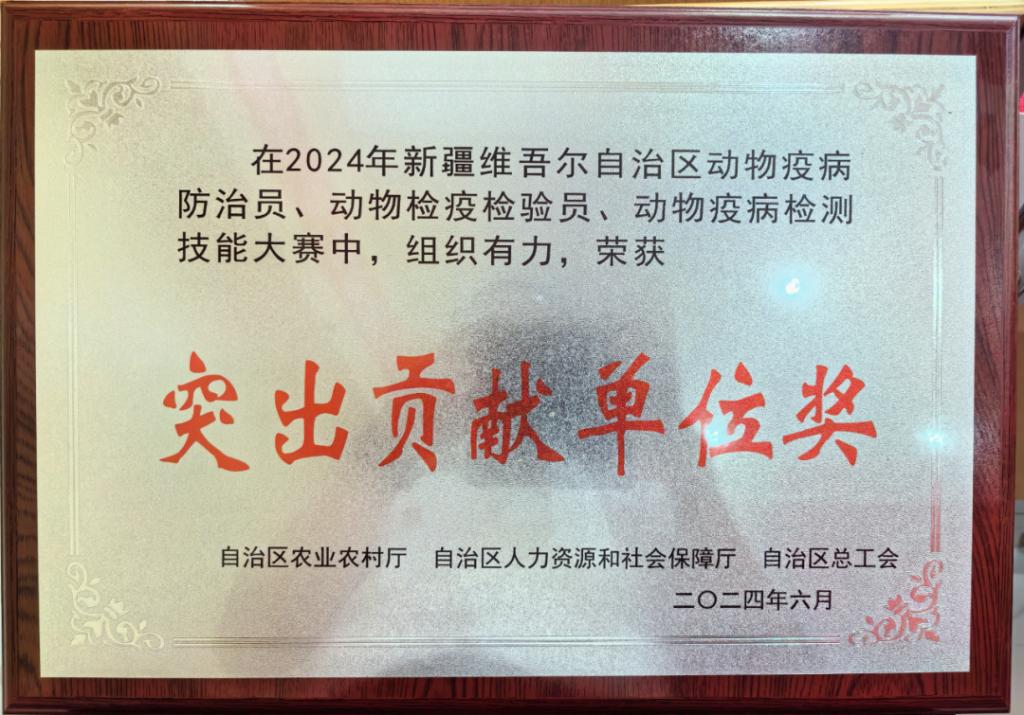 在2024年新疆维吾尔自治区动物疫病
防治员、动物检疫检验员、动物疫病检测
技能大赛中，组织有力，荣获
突出贡献单位奖
自治区农业农村厅 自治区人力资源和社会保障厅 自治区总工会
二〇二四年六月